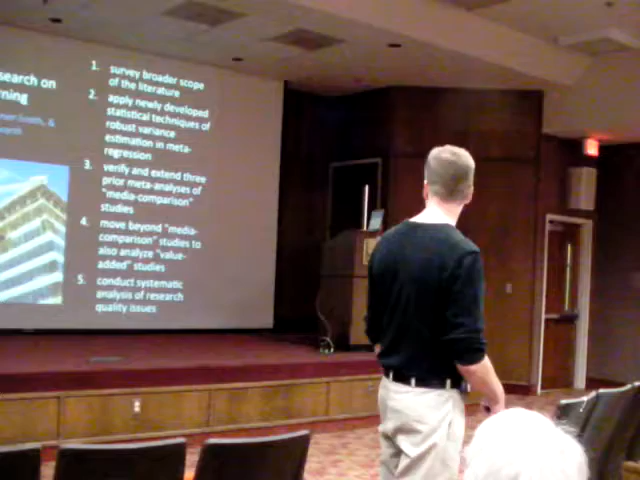 search on
rning
1. survey broader scope
of the literature
2. apply newly developed
statistical techniques of
robust variance
estimation in meta-
regression
3. verify and extend three
prior meta-analyses of
"media-comparison"
studies
4. move beyond "media-
comparison" studies to
also analyze "value-
added" studies
5. conduct systematic
analysis of research
quality issues